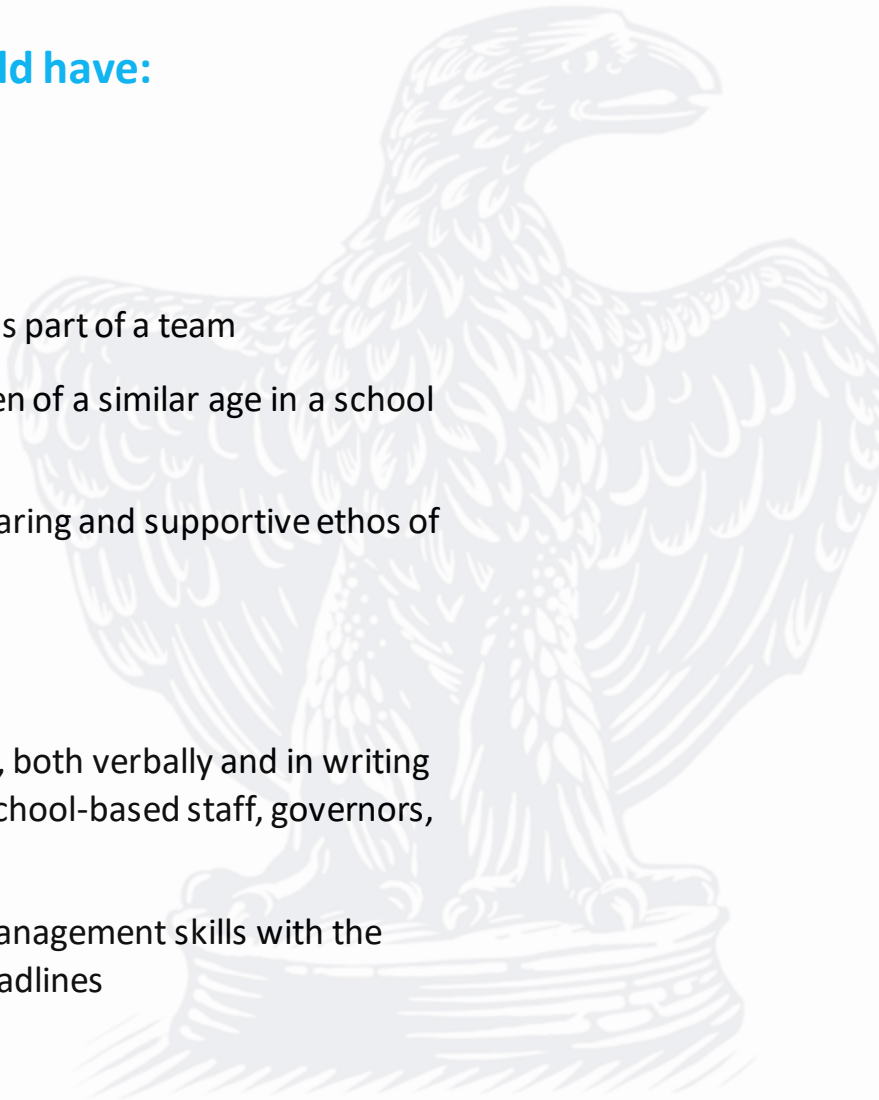 ld have:
s part of a team
en of a similar age in a school
aring and supportive ethos of
, both verbally and in writing
chool-based staff, governors,
anagement skills with the
adlines